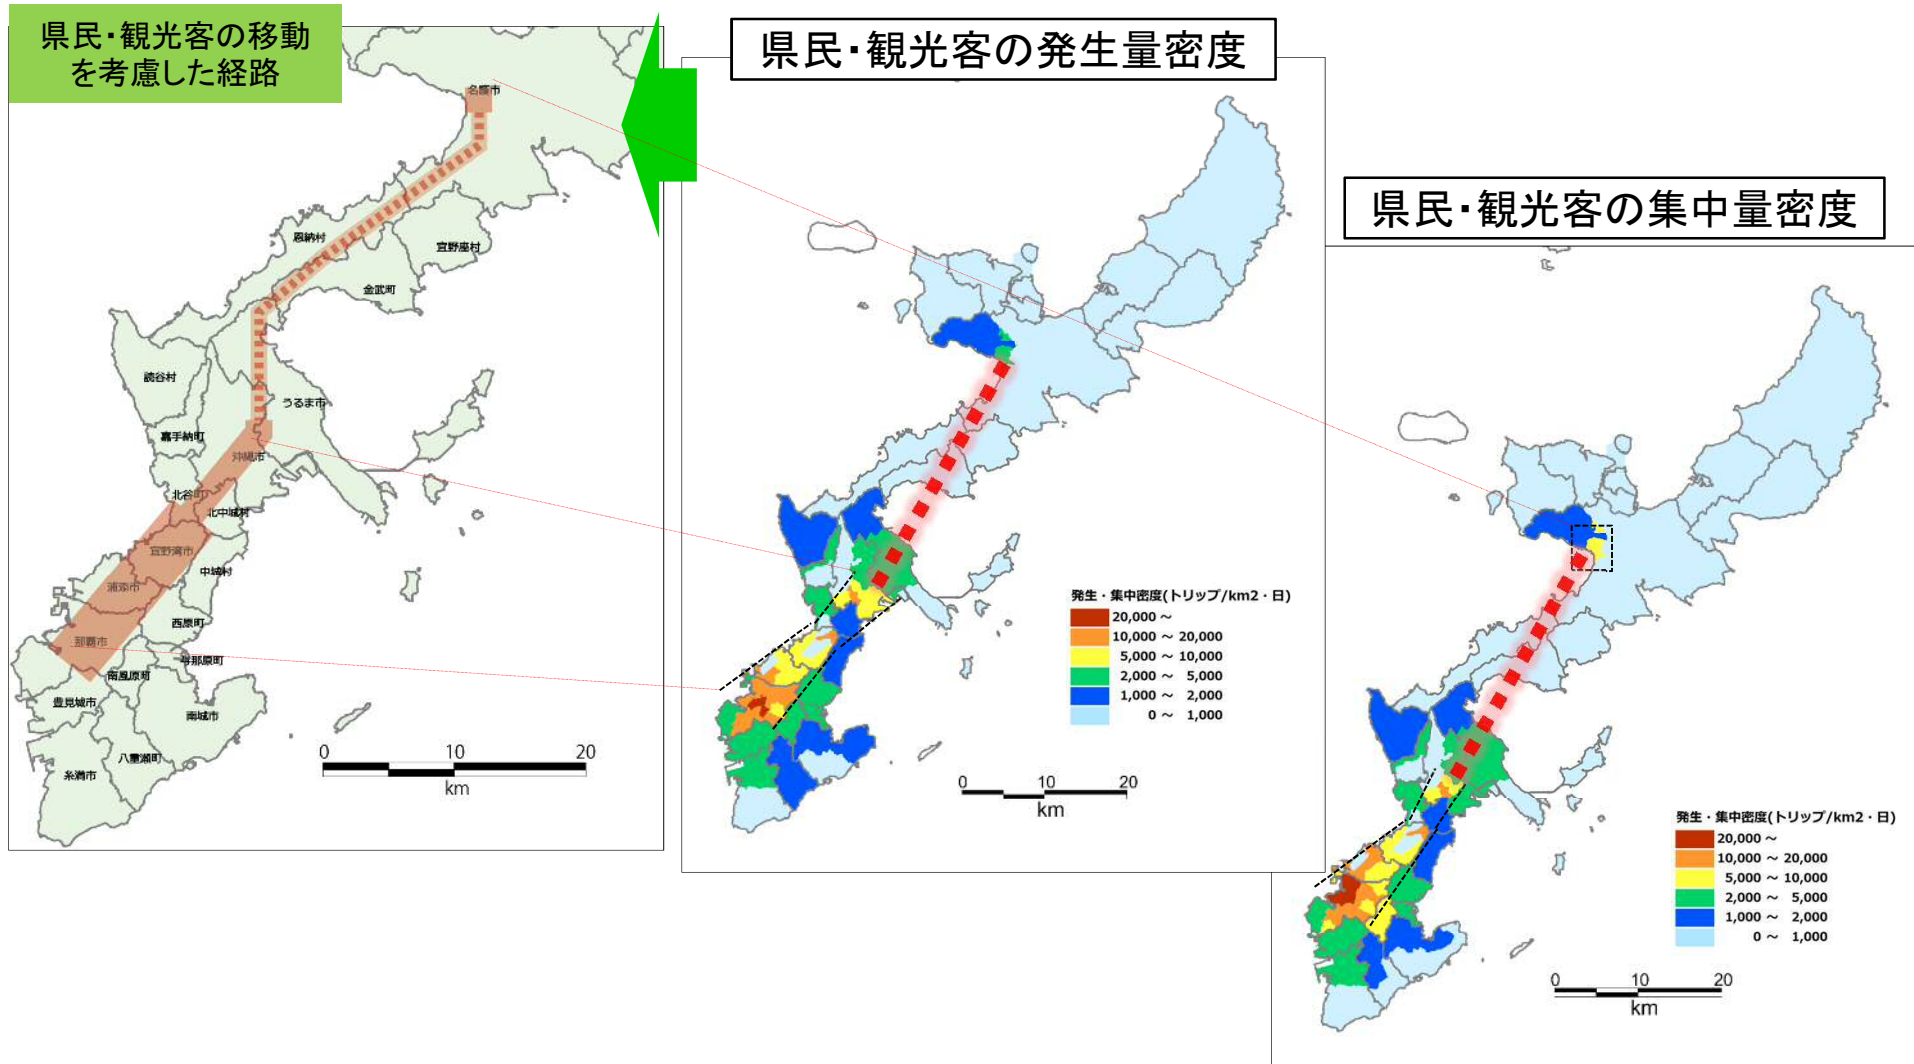 県民・観光客の移動
を考慮した経路
名護市
恩納村
宜野座村
金武町
読谷村
うるま市
嘉手納町
沖縄市
北谷町
北中城村
宜野湾市
中城村
浦添市
西原町
那覇市
与那原町
南風原町
豊見城市
南城市
八重瀬町
糸満市
0 10 20
km
県民・観光客の発生量密度
発生・集中密度(トリップ/km2・日)
20,000 ～
10,000 ～ 20,000
5,000 ～ 10,000
2,000 ～ 5,000
1,000 ～ 2,000
0 ～ 1,000
0 10 20
km
県民・観光客の集中量密度
発生・集中密度(トリップ/km2・日)
20,000 ～
10,000 ～ 20,000
5,000 ～ 10,000
2,000 ～ 5,000
1,000 ～ 2,000
0 ～ 1,000
0 10 20
km